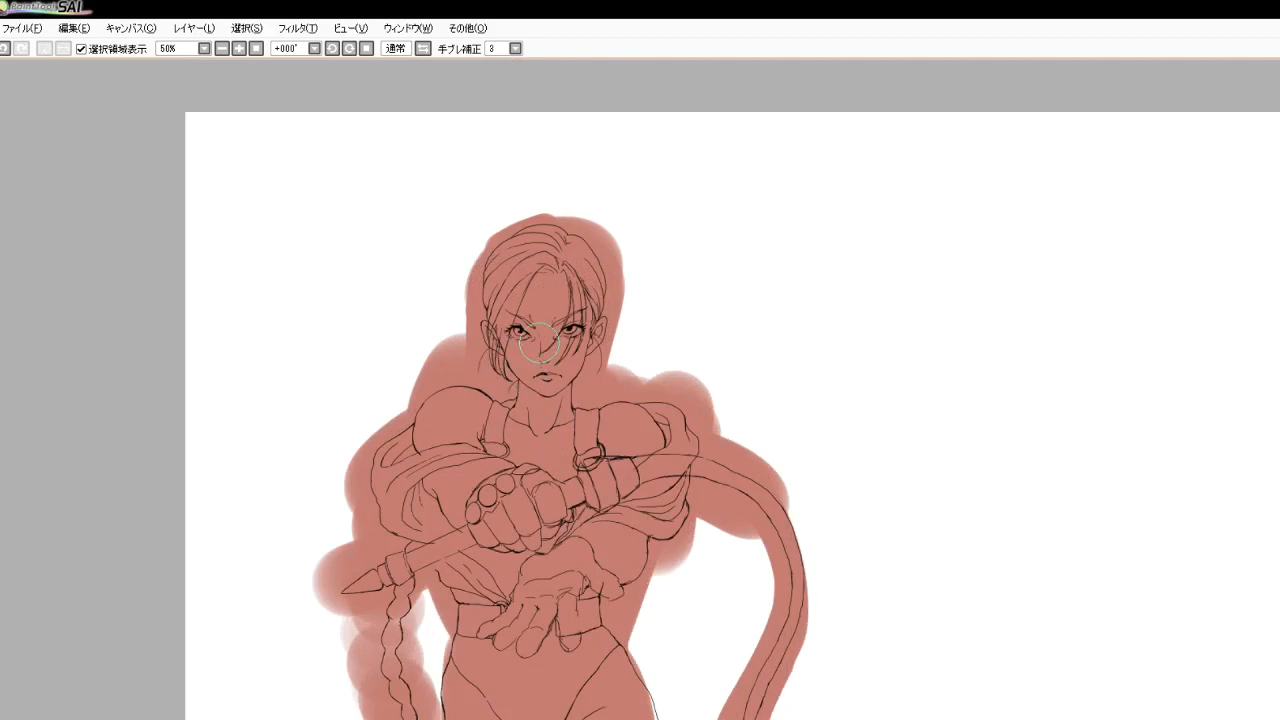 PaintTool SAI
ファイル(F) 編集(E) キャンバス(C) レイヤー(L) 選択(S) フィルタ(T) ビュー(V) ウィンドウ(W) その他(O)
選択領域表示 50% +000° 通常 手ブレ補正 3